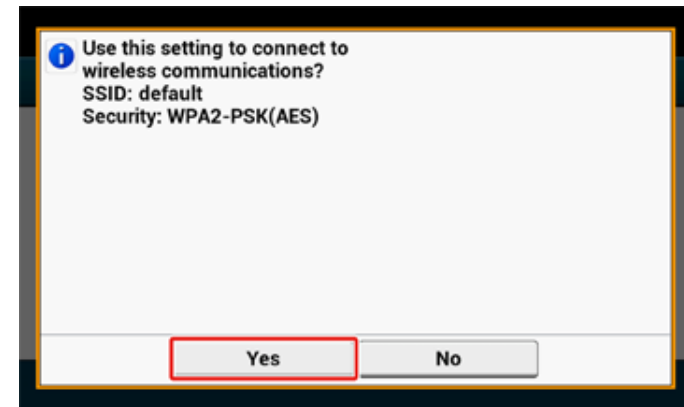 Use this setting to connect to
wireless communications?
SSID: default
Security: WPA2-PSK(AES)
Yes
No